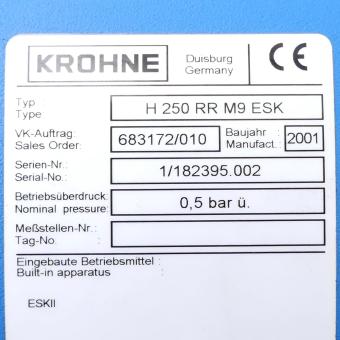 KROHNE
Duisburg
Germany
CE
Typ :
Type:
H 250 RR M9 ESK
VK-Auftrag:
Sales Order:
683172/010
Baujahr :
Manufact.:
2001
Serien-Nr.:
Serial-No.:
1/182395.002
Betriebsüberdruck:
Nominal pressure:
0,5 bar ü.
Meßstellen-Nr.:
Tag-No. :
Eingebaute Betriebsmittel :
Built-in apparatus :
ESKII